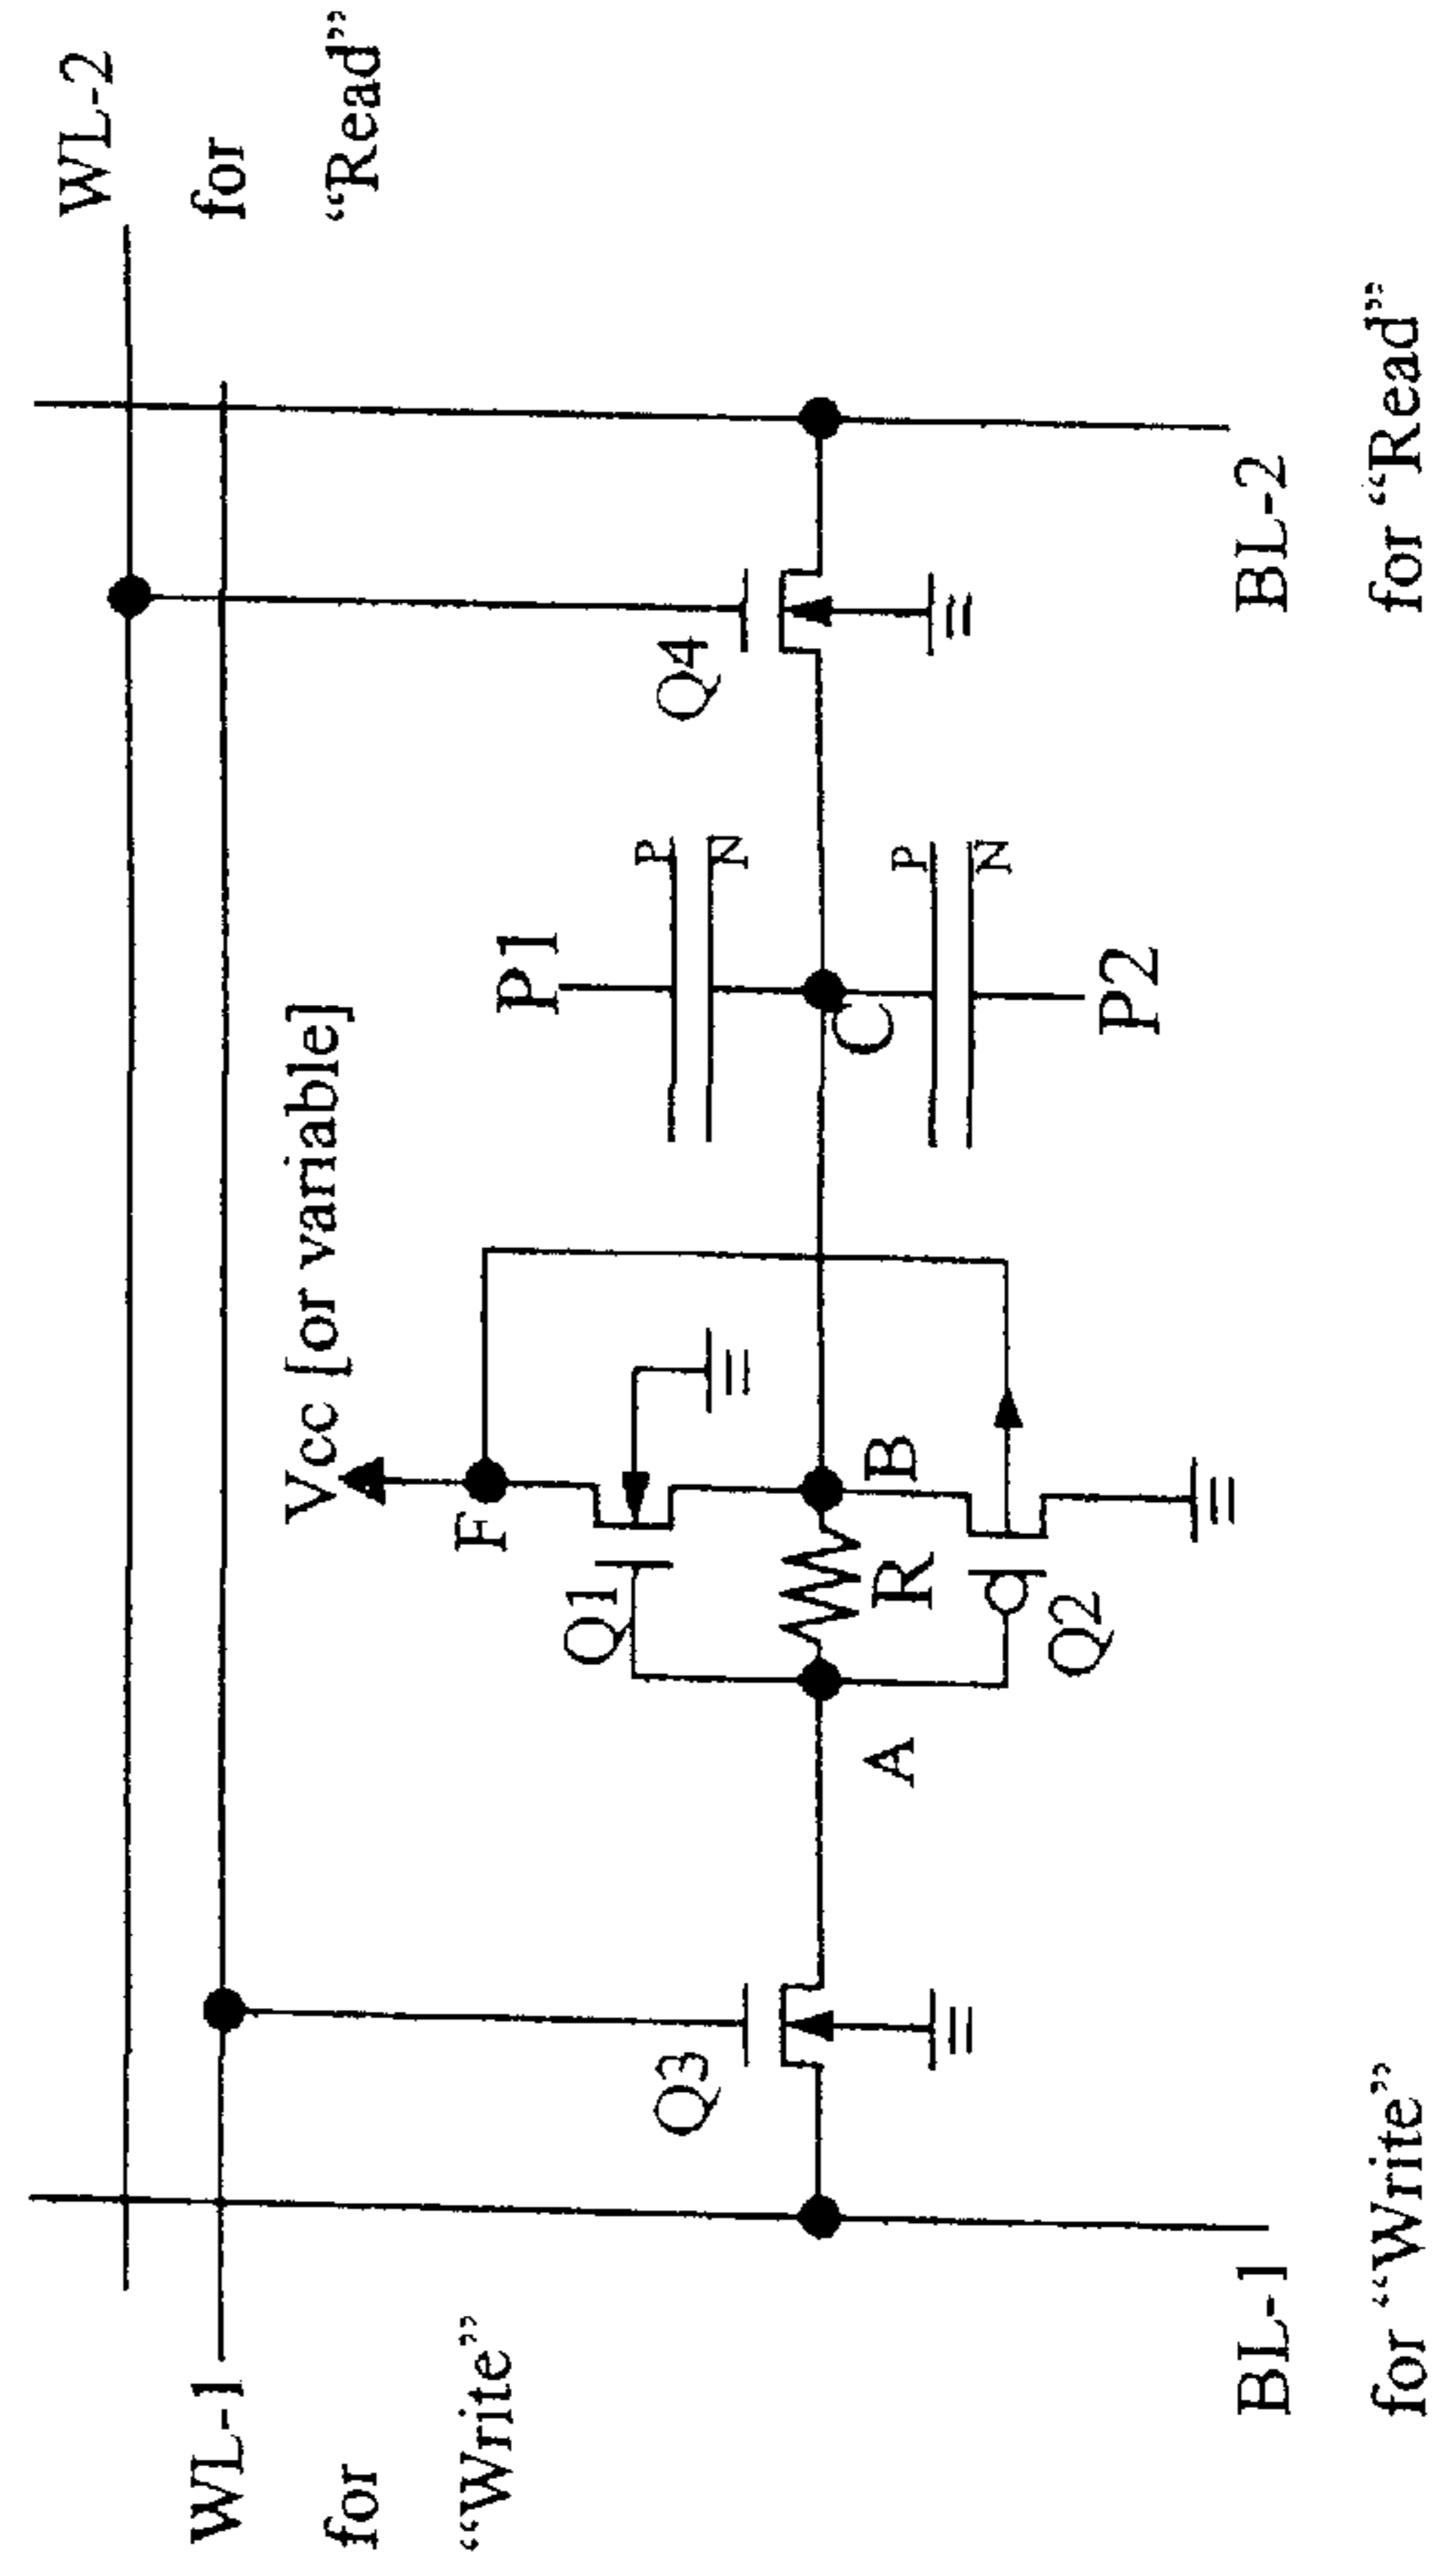 WL-2
for
“Read”
WL-1
for
“Write”
Vcc [or variable]
F
P1
P
N
Q1
Q4
Q3
A
R
B
C
P
N
Q2
P2
BL-1
for “Write”
BL-2
for “Read”